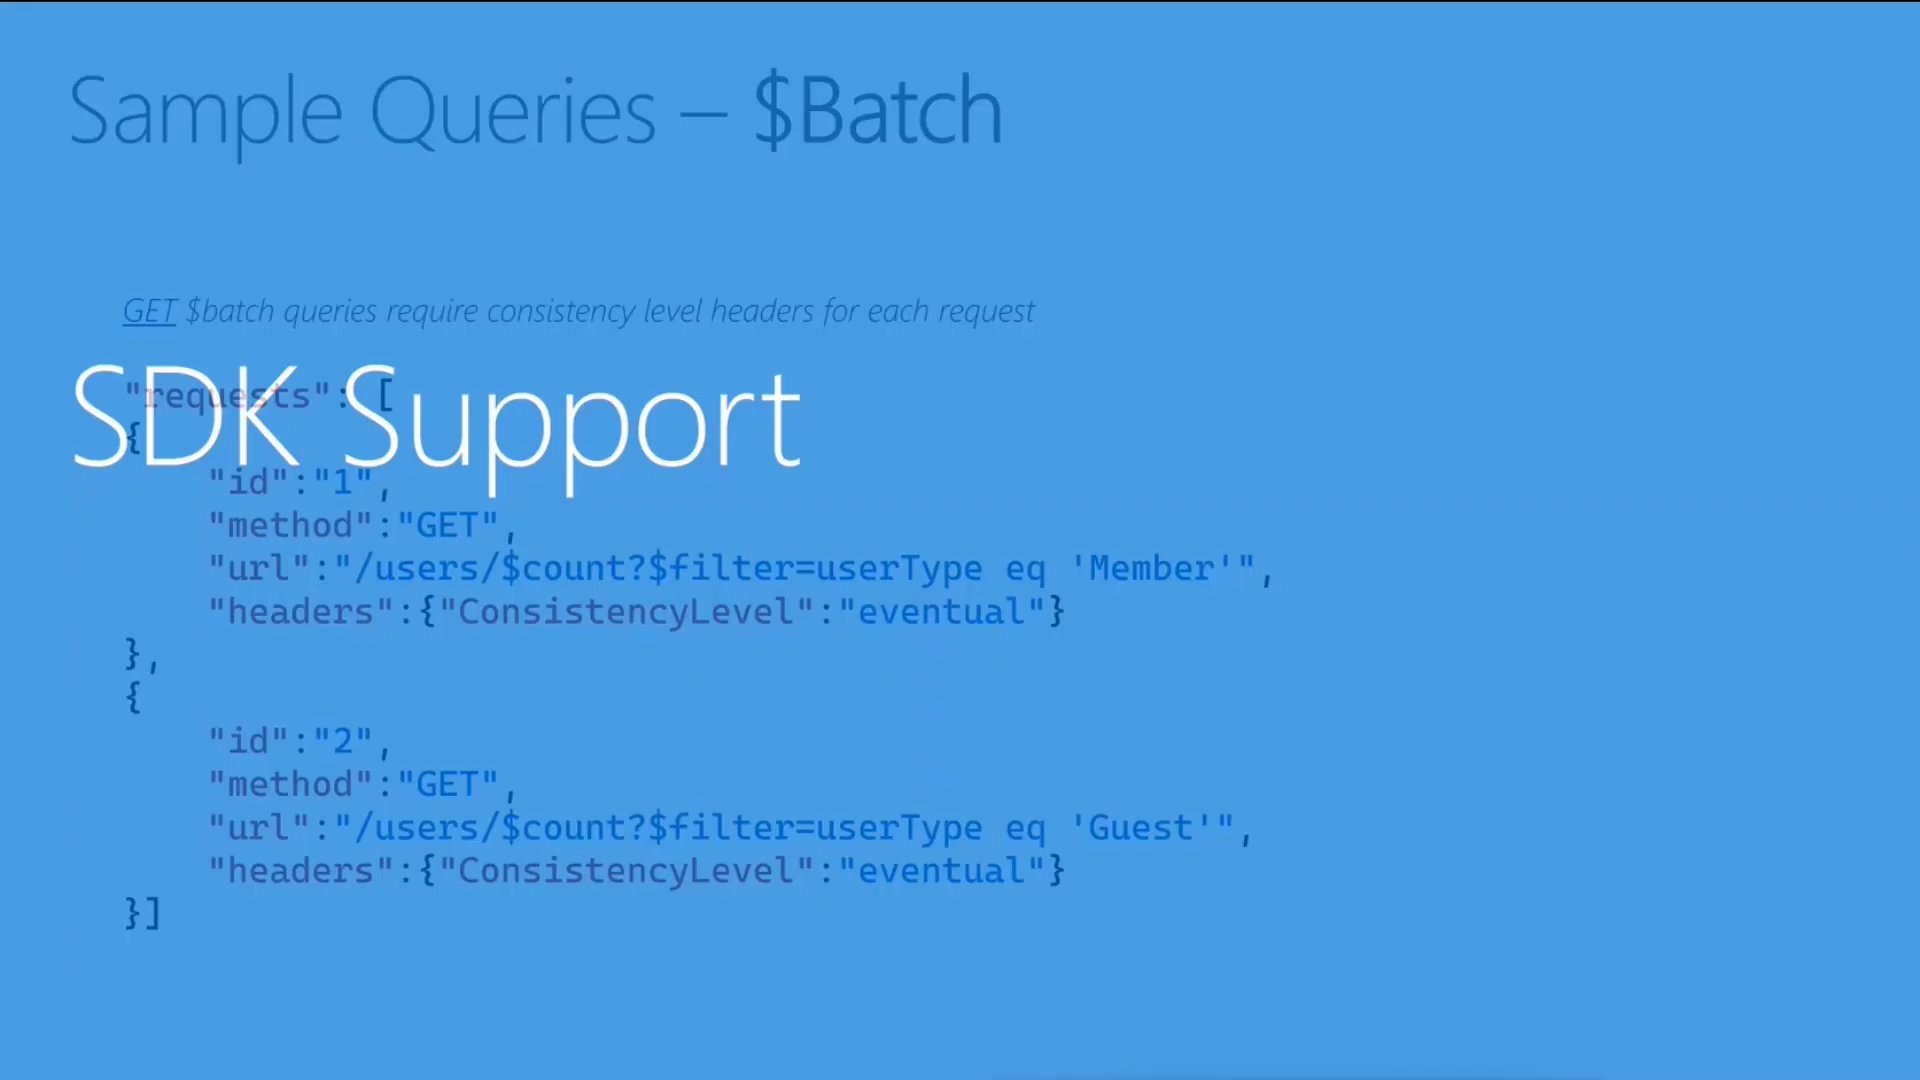 Sample Queries – $Batch
GET $batch queries require consistency level headers for each request
SDK Support
"requests": [
{
"id":"1",
"method":"GET",
"url":"/users/$count?$filter=userType eq 'Member'",
"headers":{"ConsistencyLevel":"eventual"}
},
{
"id":"2",
"method":"GET",
"url":"/users/$count?$filter=userType eq 'Guest'",
"headers":{"ConsistencyLevel":"eventual"}
}]